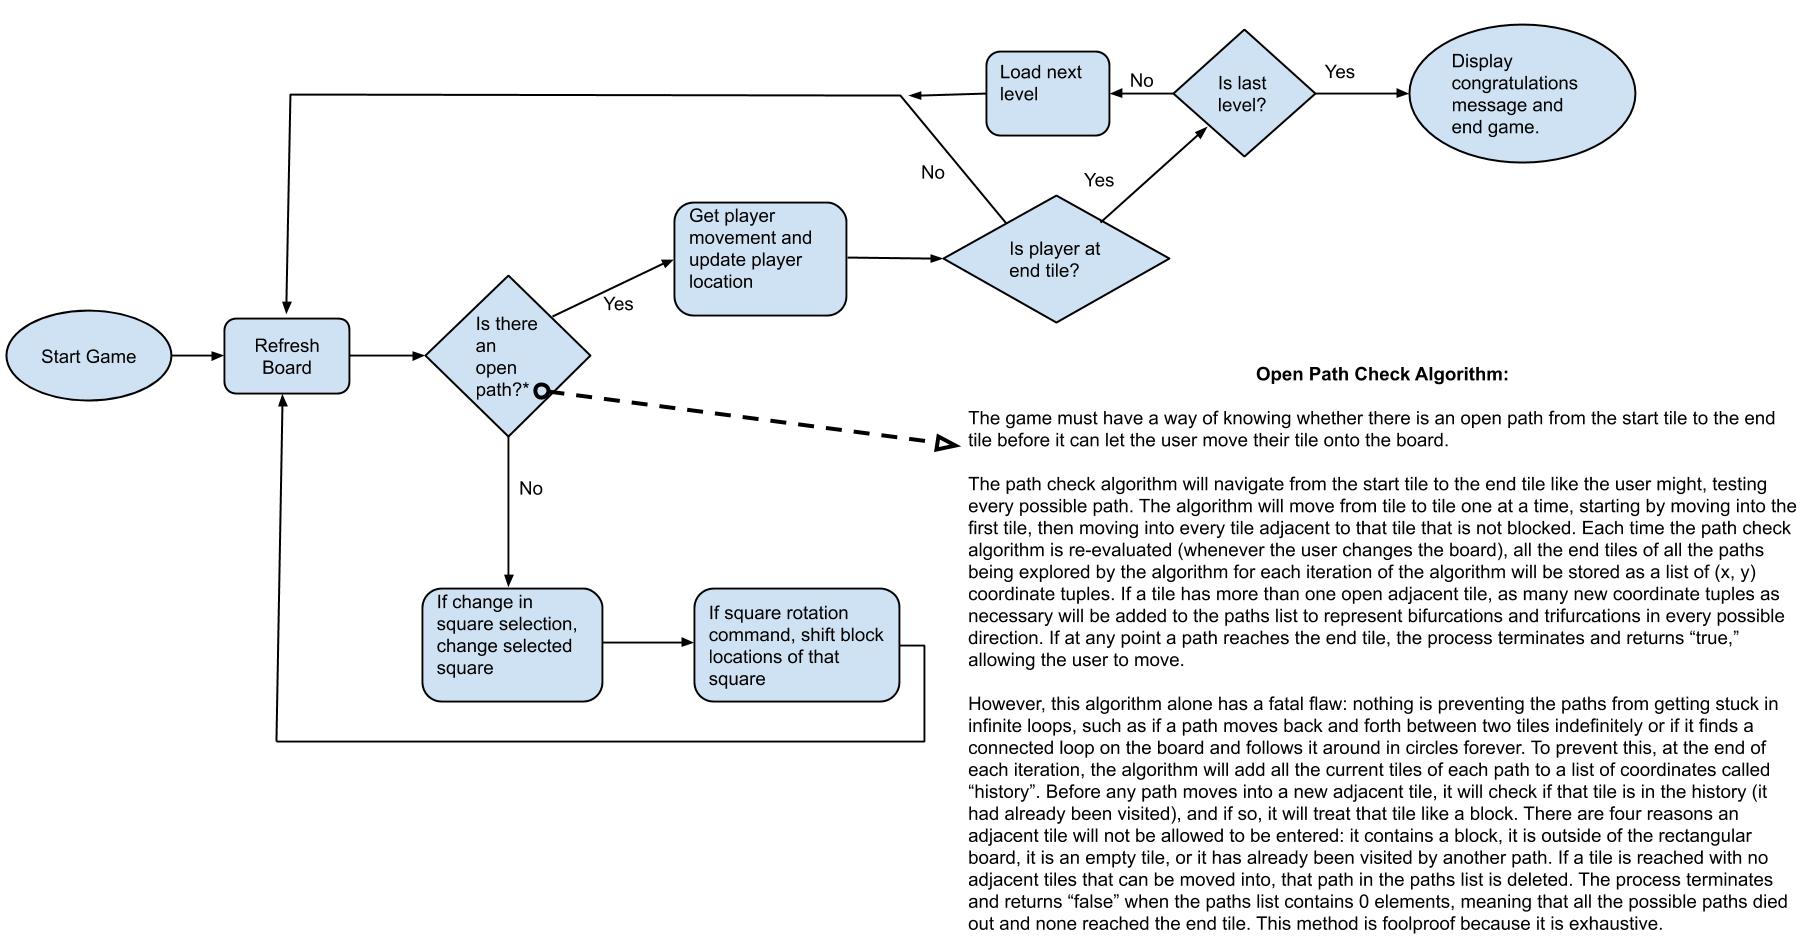 Start Game
Refresh
Board
Is there
an
open
path?*
Yes
No
Get player
movement and
update player
location
Is player at
end tile?
No
Yes
Load next
level
No
Is last
level?
Yes
Display
congratulations
message and
end game.
If change in
square selection,
change selected
square
If square rotation
command, shift block
locations of that
square
Open Path Check Algorithm:
The game must have a way of knowing whether there is an open path from the start tile to the end
tile before it can let the user move their tile onto the board.
The path check algorithm will navigate from the start tile to the end tile like the user might, testing
every possible path. The algorithm will move from tile to tile one at a time, starting by moving into the
first tile, then moving into every tile adjacent to that tile that is not blocked. Each time the path check
algorithm is re-evaluated (whenever the user changes the board), all the end tiles of all the paths
being explored by the algorithm for each iteration of the algorithm will be stored as a list of (x, y)
coordinate tuples. If a tile has more than one open adjacent tile, as many new coordinate tuples as
necessary will be added to the paths list to represent bifurcations and trifurcations in every possible
direction. If at any point a path reaches the end tile, the process terminates and returns “true,”
allowing the user to move.
However, this algorithm alone has a fatal flaw: nothing is preventing the paths from getting stuck in
infinite loops, such as if a path moves back and forth between two tiles indefinitely or if it finds a
connected loop on the board and follows it around in circles forever. To prevent this, at the end of
each iteration, the algorithm will add all the current tiles of each path to a list of coordinates called
“history”. Before any path moves into a new adjacent tile, it will check if that tile is in the history (it
had already been visited), and if so, it will treat that tile like a block. There are four reasons an
adjacent tile will not be allowed to be entered: it contains a block, it is outside of the rectangular
board, it is an empty tile, or it has already been visited by another path. If a tile is reached with no
adjacent tiles that can be moved into, that path in the paths list is deleted. The process terminates
and returns “false” when the paths list contains 0 elements, meaning that all the possible paths died
out and none reached the end tile. This method is foolproof because it is exhaustive.